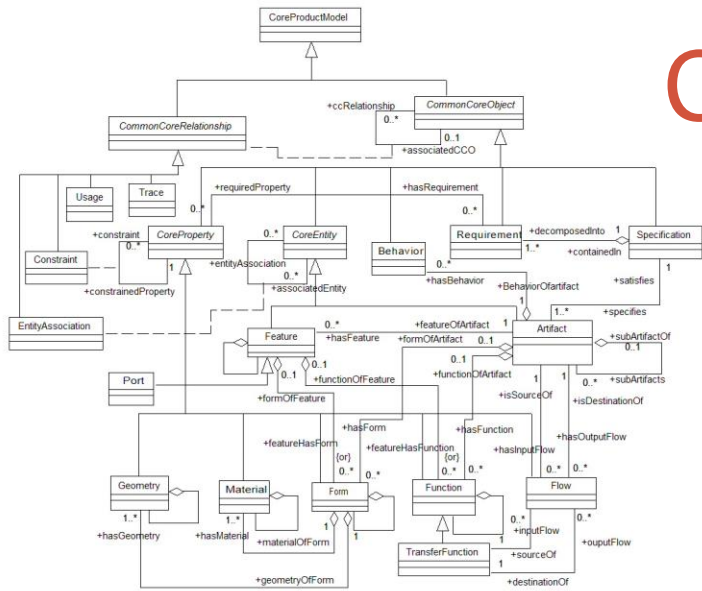 CoreProductModel
+ccRelationship
CommonCoreObject
0..*
0..1
CommonCoreRelationship
+associatedCCO
Usage
Trace
+requiredProperty
+hasRequirement
0..*
0..*
+constraint
0..*
CoreProperty
0..*
CoreEntity
Behavior
Requirement
+decomposedInto
1
Specification
1..*
+containedIn
Constraint
1
+entityAssociation
0..*
+constrainedProperty
+associatedEntity
0..*
+hasBehavior
+BehaviorOfartifact
1
+satisfies
EntityAssociation
1
1..*
+specifies
Feature
0..*
+featureOfArtifact
1
Artifact
+hasFeature
+formOfArtifact
0..1
+subArtifactOf
0..1
Port
0..1
0..1
0..1
+functionOfFeature
+functionOfArtifact
1
1
0..*
+subArtifacts
+formOfFeature
+isSourceOf
+isDestinationOf
+hasForm
+hasFunction
+featureHasForm
+featureHasFunction
+hasInputFlow
+hasOutputFlow
{or}
{or}
0..*
0..*
0..*
0..*
0..*
0..*
Geometry
Material
Form
Function
Flow
1..*
1..*
1
1
1
0..*
0..*
+hasGeometry
+hasMaterial
+materialOfForm
+inputFlow
TransferFunction
1
+sourceOf
+ouputFlow
+geometryOfForm
1
+destinationOf